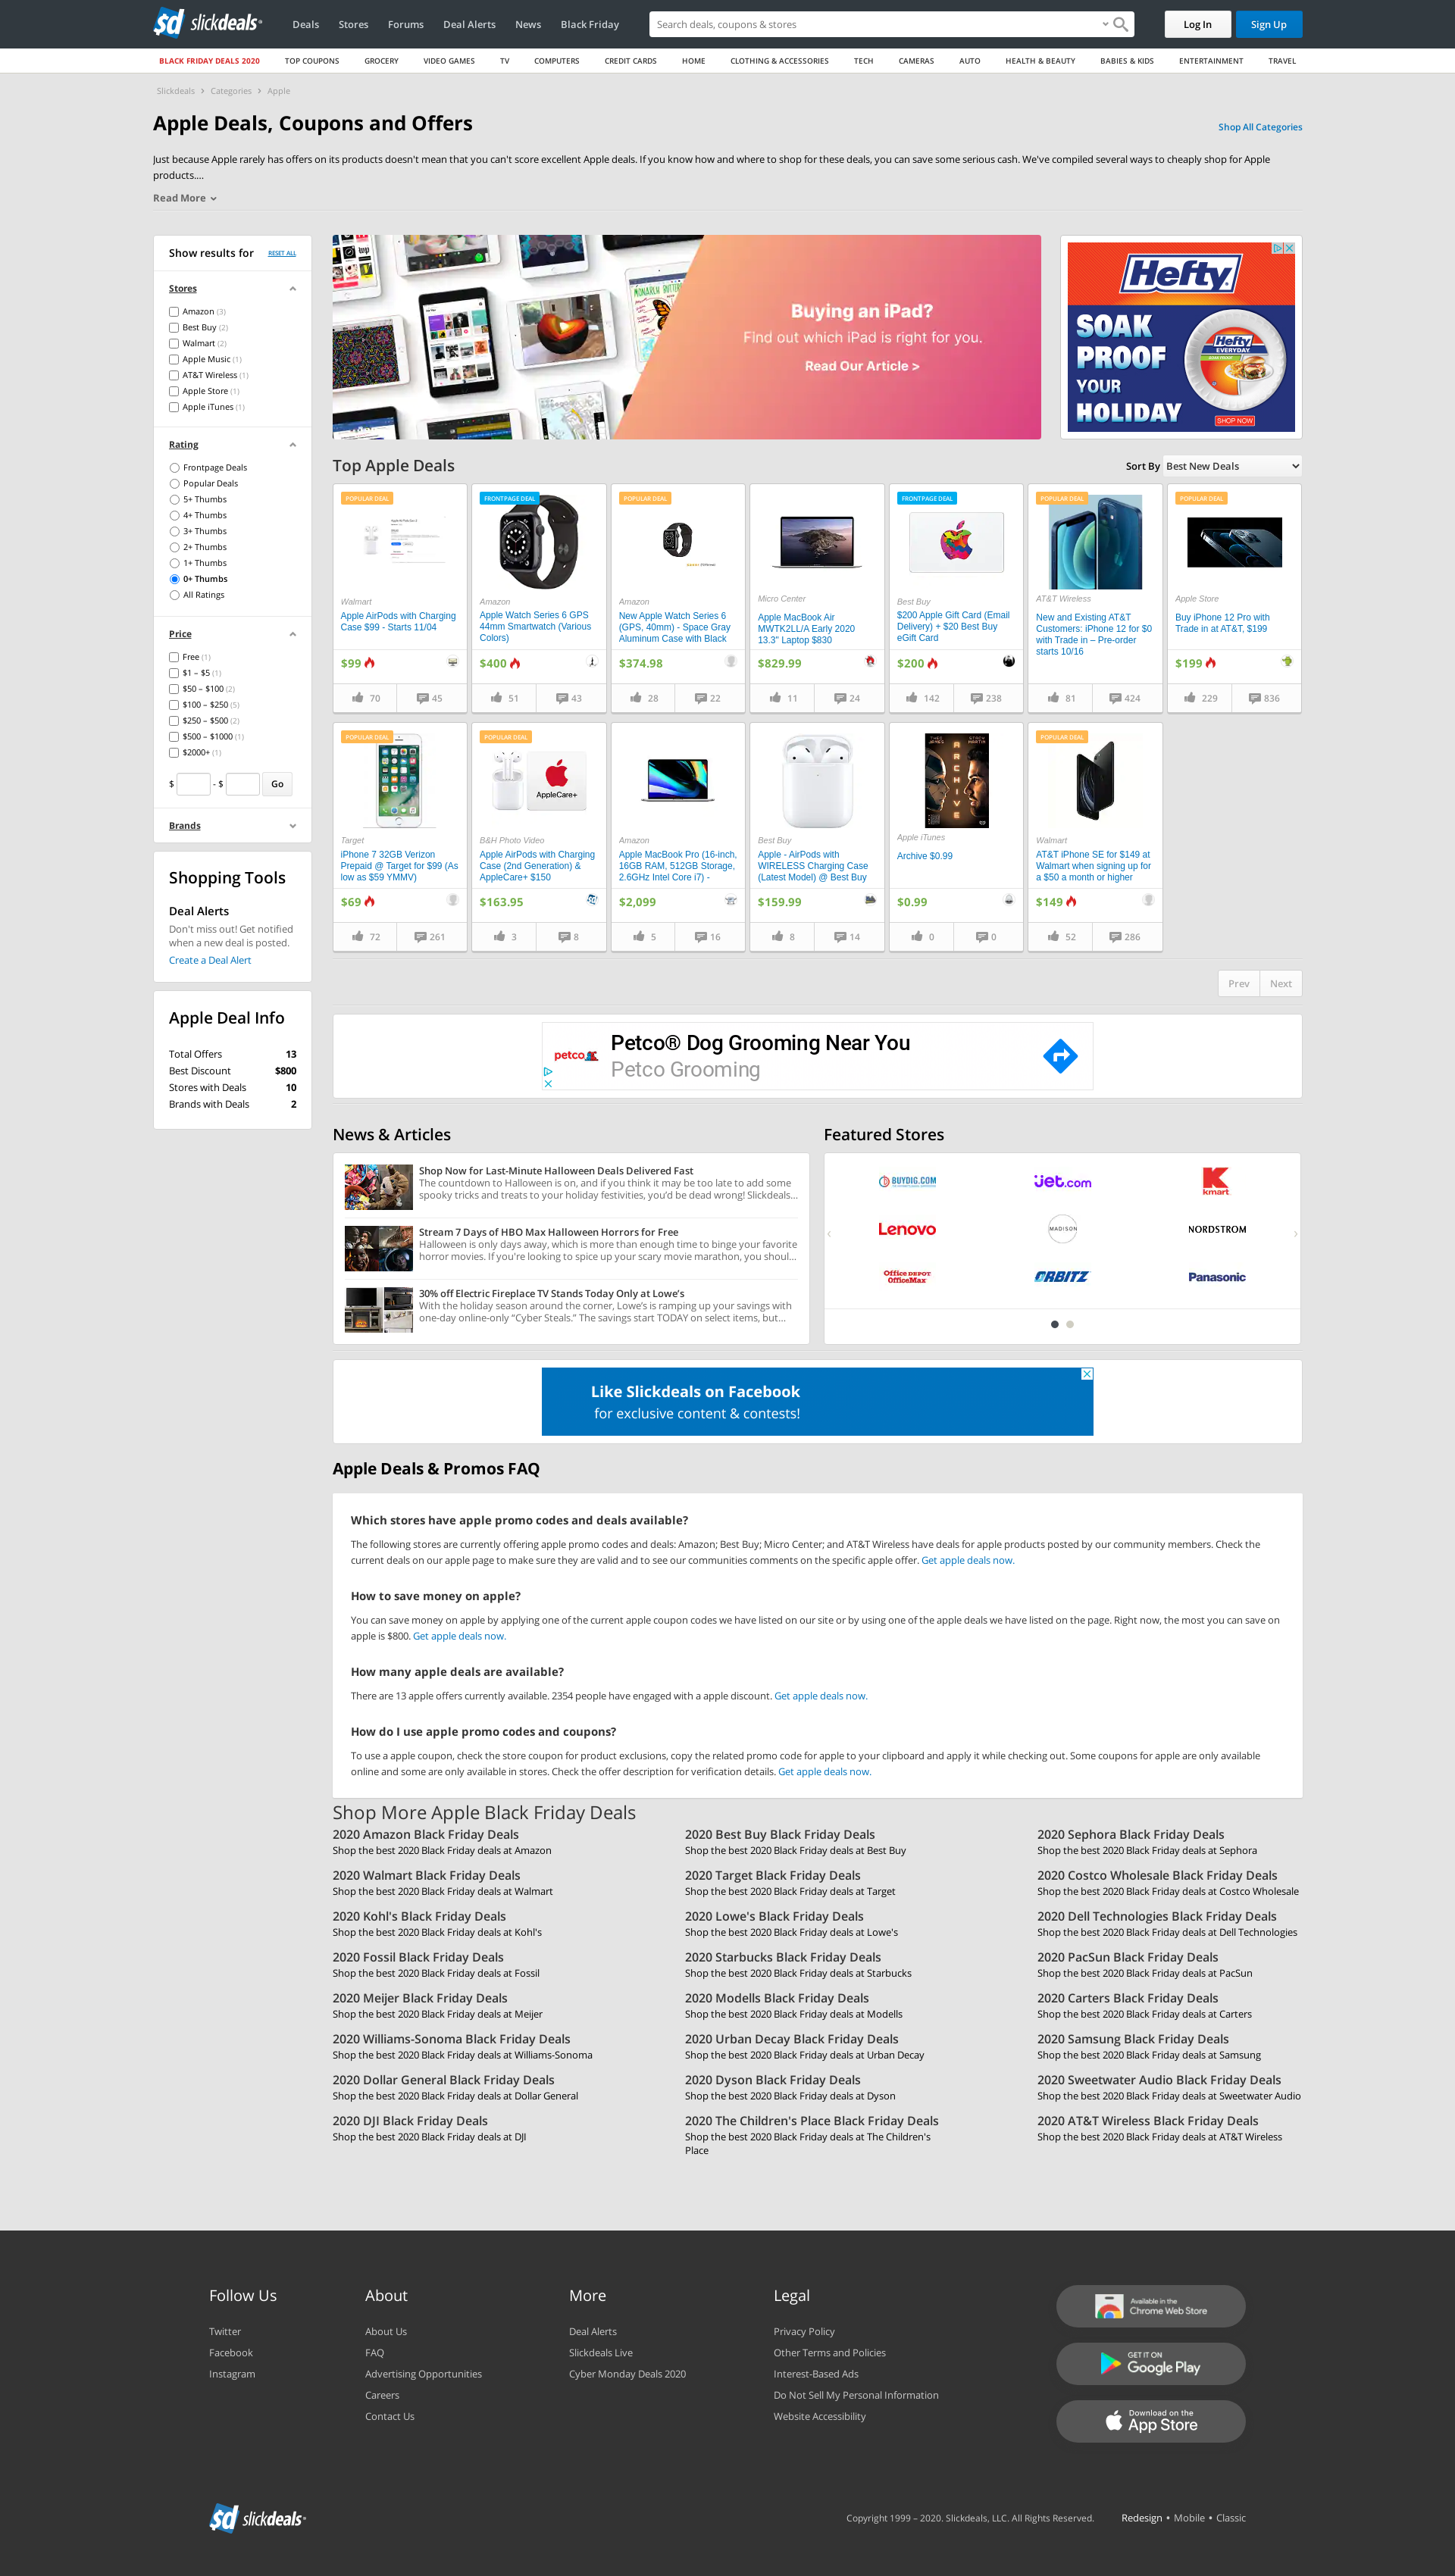 sd slickdeals
Deals
Stores
Forums
Deal Alerts
News
Black Friday
Search deals, coupons & stores
Log In
Sign Up
BLACK FRIDAY DEALS 2020
TOP COUPONS
GROCERY
VIDEO GAMES
TV
COMPUTERS
CREDIT CARDS
HOME
CLOTHING & ACCESSORIES
TECH
CAMERAS
AUTO
HEALTH & BEAUTY
BABIES & KIDS
ENTERTAINMENT
TRAVEL
Slickdeals > Categories > Apple
Apple Deals, Coupons and Offers
Shop All Categories
Just because Apple rarely has offers on its products doesn't mean that you can't score excellent Apple deals. If you know how and where to shop for these deals, you can save some serious cash. We've compiled several ways to cheaply shop for Apple
products....
Read More
Show results for
RESET ALL
Stores
Amazon (3)
Best Buy (2)
Walmart (2)
Apple Music (1)
AT&T Wireless (1)
Apple Store (1)
Apple iTunes (1)
Rating
Frontpage Deals
Popular Deals
5+ Thumbs
4+ Thumbs
3+ Thumbs
2+ Thumbs
1+ Thumbs
0+ Thumbs
All Ratings
Price
Free (1)
$1 – $5 (1)
$50 – $100 (2)
$100 – $250 (5)
$250 – $500 (2)
$500 – $1000 (1)
$2000+ (1)
$ - $ Go
Brands
Shopping Tools
Deal Alerts
Don't miss out! Get notified
when a new deal is posted.
Create a Deal Alert
Apple Deal Info
Total Offers 13
Best Discount $800
Stores with Deals 10
Brands with Deals 2
Buying an iPad?
Find out which iPad is right for you.
Read Our Article >
Hefty
SOAK
PROOF
YOUR
HOLIDAY
Hefty
EVERYDAY
SHOP NOW
Top Apple Deals
Sort By Best New Deals
POPULAR DEAL
Walmart
Apple AirPods with Charging
Case $99 - Starts 11/04
$99
70
45
FRONTPAGE DEAL
Amazon
Apple Watch Series 6 GPS
44mm Smartwatch (Various
Colors)
$400
51
43
POPULAR DEAL
Amazon
New Apple Watch Series 6
(GPS, 40mm) - Space Gray
Aluminum Case with Black
$374.98
28
22
Micro Center
Apple MacBook Air
MWTK2LL/A Early 2020
13.3" Laptop $830
$829.99
11
24
FRONTPAGE DEAL
Best Buy
$200 Apple Gift Card (Email
Delivery) + $20 Best Buy
eGift Card
$200
142
238
POPULAR DEAL
AT&T Wireless
New and Existing AT&T
Customers: iPhone 12 for $0
with Trade in – Pre-order
starts 10/16
81
424
POPULAR DEAL
Apple Store
Buy iPhone 12 Pro with
Trade in at AT&T, $199
$199
229
836
POPULAR DEAL
Target
iPhone 7 32GB Verizon
Prepaid @ Target for $99 (As
low as $59 YMMV)
$69
72
261
POPULAR DEAL
AppleCare+
B&H Photo Video
Apple AirPods with Charging
Case (2nd Generation) &
AppleCare+ $150
$163.95
3
8
Amazon
Apple MacBook Pro (16-inch,
16GB RAM, 512GB Storage,
2.6GHz Intel Core i7) -
$2,099
5
16
Best Buy
Apple - AirPods with
WIRELESS Charging Case
(Latest Model) @ Best Buy
$159.99
8
14
THEO JAMES
STACY MARTIN
ARCHIVE
Apple iTunes
Archive $0.99
$0.99
0
0
POPULAR DEAL
Walmart
AT&T iPhone SE for $149 at
Walmart when signing up for
a $50 a month or higher
$149
52
286
Prev
Next
petco
Petco® Dog Grooming Near You
Petco Grooming
News & Articles
Shop Now for Last-Minute Halloween Deals Delivered Fast
The countdown to Halloween is on, and if you think it may be too late to add some
spooky tricks and treats to your holiday festivities, you’d be dead wrong! Slickdeals...
Stream 7 Days of HBO Max Halloween Horrors for Free
Halloween is only days away, which is more than enough time to binge your favorite
horror movies. If you're looking to spice up your scary movie marathon, you shoul...
30% off Electric Fireplace TV Stands Today Only at Lowe’s
With the holiday season around the corner, Lowe’s is ramping up your savings with
one-day online-only “Cyber Steals.” The savings start TODAY on select items, but...
Featured Stores
BUYDIG.COM
Jet.com
kmart
Lenovo
MADISON
NORDSTROM
Office DEPOT
OfficeMax
ORBITZ
Panasonic
Like Slickdeals on Facebook
for exclusive content & contests!
Apple Deals & Promos FAQ
Which stores have apple promo codes and deals available?
The following stores are currently offering apple promo codes and deals: Amazon; Best Buy; Micro Center; and AT&T Wireless have deals for apple products posted by our community members. Check the
current deals on our apple page to make sure they are valid and to see our communities comments on the specific apple offer. Get apple deals now.
How to save money on apple?
You can save money on apple by applying one of the current apple coupon codes we have listed on our site or by using one of the apple deals we have listed on the page. Right now, the most you can save on
apple is $800. Get apple deals now.
How many apple deals are available?
There are 13 apple offers currently available. 2354 people have engaged with a apple discount. Get apple deals now.
How do I use apple promo codes and coupons?
To use a apple coupon, check the store coupon for product exclusions, copy the related promo code for apple to your clipboard and apply it while checking out. Some coupons for apple are only available
online and some are only available in stores. Check the offer description for verification details. Get apple deals now.
Shop More Apple Black Friday Deals
2020 Amazon Black Friday Deals
Shop the best 2020 Black Friday deals at Amazon
2020 Best Buy Black Friday Deals
Shop the best 2020 Black Friday deals at Best Buy
2020 Sephora Black Friday Deals
Shop the best 2020 Black Friday deals at Sephora
2020 Walmart Black Friday Deals
Shop the best 2020 Black Friday deals at Walmart
2020 Target Black Friday Deals
Shop the best 2020 Black Friday deals at Target
2020 Costco Wholesale Black Friday Deals
Shop the best 2020 Black Friday deals at Costco Wholesale
2020 Kohl's Black Friday Deals
Shop the best 2020 Black Friday deals at Kohl's
2020 Lowe's Black Friday Deals
Shop the best 2020 Black Friday deals at Lowe's
2020 Dell Technologies Black Friday Deals
Shop the best 2020 Black Friday deals at Dell Technologies
2020 Fossil Black Friday Deals
Shop the best 2020 Black Friday deals at Fossil
2020 Starbucks Black Friday Deals
Shop the best 2020 Black Friday deals at Starbucks
2020 PacSun Black Friday Deals
Shop the best 2020 Black Friday deals at PacSun
2020 Meijer Black Friday Deals
Shop the best 2020 Black Friday deals at Meijer
2020 Modells Black Friday Deals
Shop the best 2020 Black Friday deals at Modells
2020 Carters Black Friday Deals
Shop the best 2020 Black Friday deals at Carters
2020 Williams-Sonoma Black Friday Deals
Shop the best 2020 Black Friday deals at Williams-Sonoma
2020 Urban Decay Black Friday Deals
Shop the best 2020 Black Friday deals at Urban Decay
2020 Samsung Black Friday Deals
Shop the best 2020 Black Friday deals at Samsung
2020 Dollar General Black Friday Deals
Shop the best 2020 Black Friday deals at Dollar General
2020 Dyson Black Friday Deals
Shop the best 2020 Black Friday deals at Dyson
2020 Sweetwater Audio Black Friday Deals
Shop the best 2020 Black Friday deals at Sweetwater Audio
2020 DJI Black Friday Deals
Shop the best 2020 Black Friday deals at DJI
2020 The Children's Place Black Friday Deals
Shop the best 2020 Black Friday deals at The Children's
Place
2020 AT&T Wireless Black Friday Deals
Shop the best 2020 Black Friday deals at AT&T Wireless
Follow Us
Twitter
Facebook
Instagram
About
About Us
FAQ
Advertising Opportunities
Careers
Contact Us
More
Deal Alerts
Slickdeals Live
Cyber Monday Deals 2020
Legal
Privacy Policy
Other Terms and Policies
Interest-Based Ads
Do Not Sell My Personal Information
Website Accessibility
Available in the
Chrome Web Store
GET IT ON
Google Play
Download on the
App Store
sd slickdeals
Copyright 1999 – 2020. Slickdeals, LLC. All Rights Reserved.
Redesign • Mobile • Classic